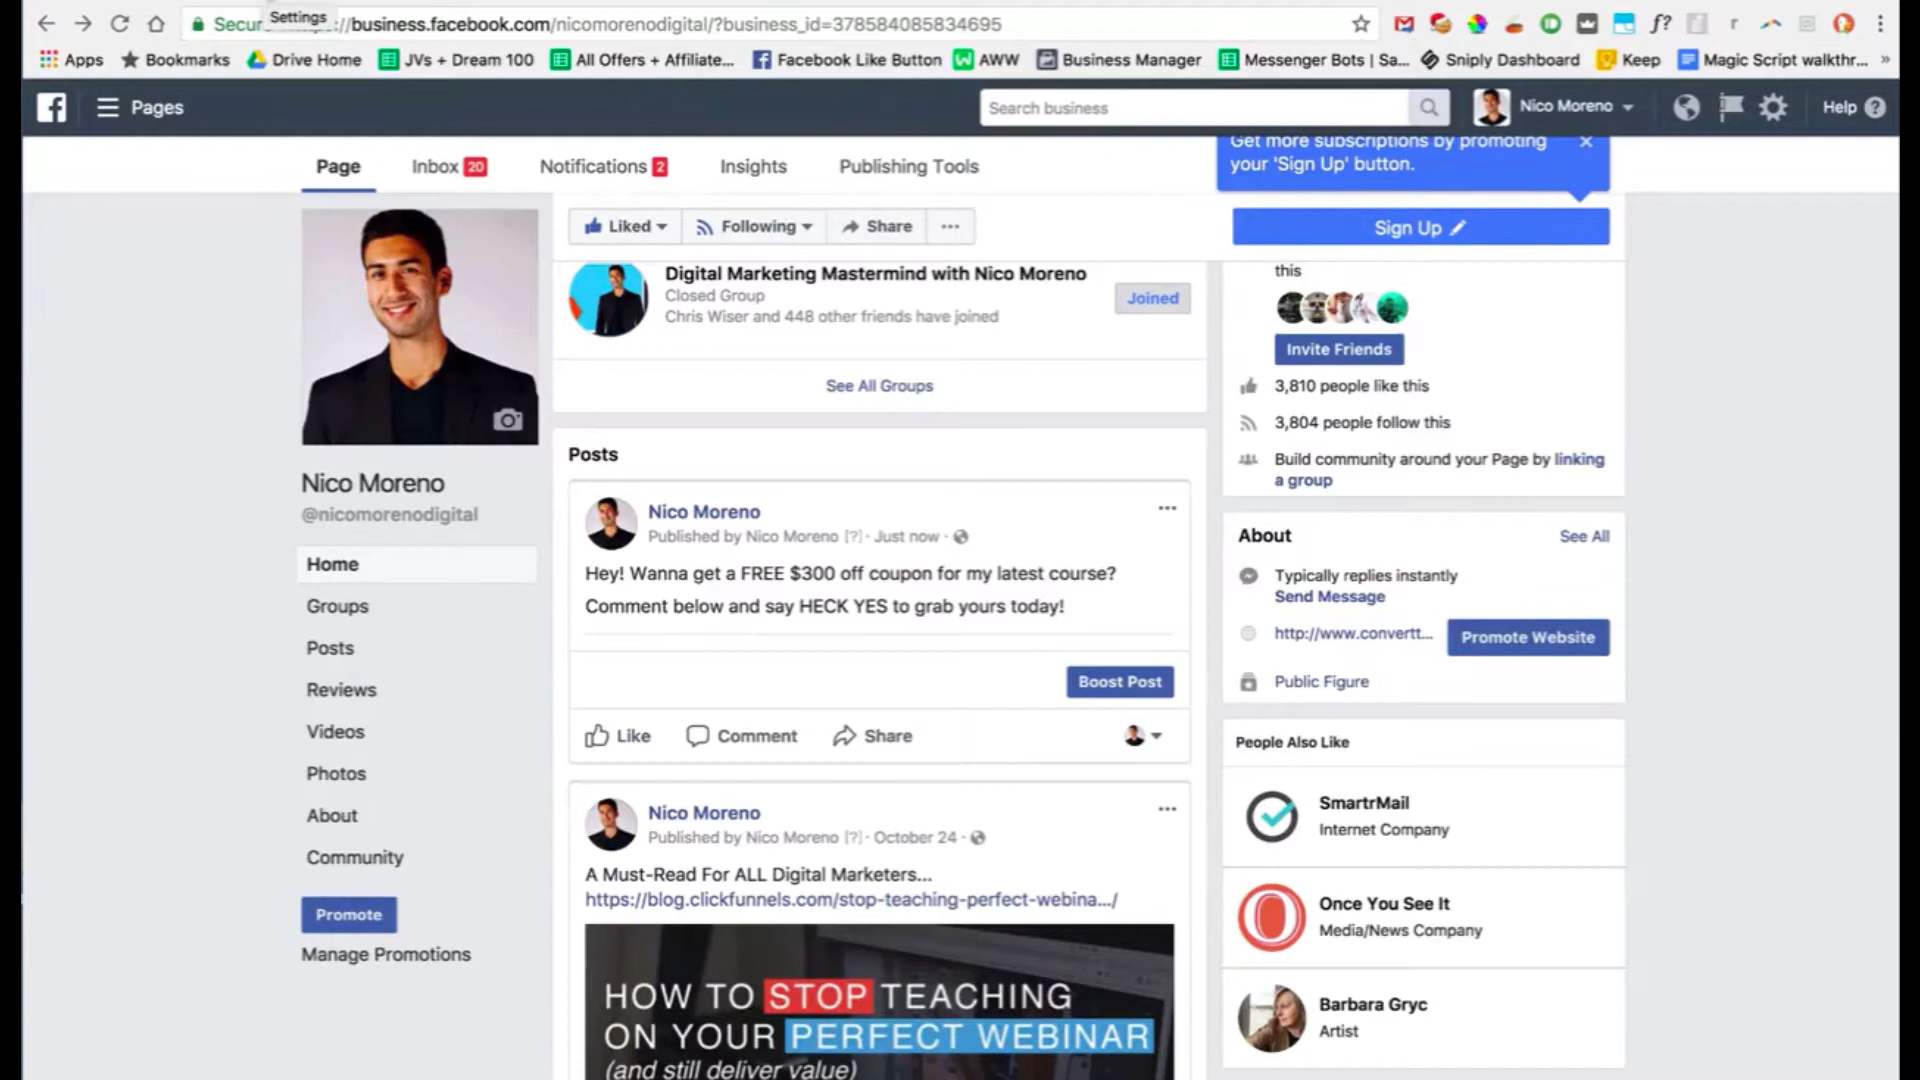 Settings
Secur
://business.facebook.com/nicomorenodigital/?business_id=378584085834695
Apps
Bookmarks
Drive Home
JVs + Dream 100
All Offers + Affiliate...
Facebook Like Button
AWW
Business Manager
Messenger Bots | Sa...
Sniply Dashboard
Keep
Magic Script walkthr...
Pages
Search business
Nico Moreno
Help
Page
Inbox 20
Notifications 2
Insights
Publishing Tools
Get more subscriptions by promoting
your 'Sign Up' button.
Liked
Following
Share
Sign Up
Digital Marketing Mastermind with Nico Moreno
Closed Group
Chris Wiser and 448 other friends have joined
Joined
See All Groups
this
Invite Friends
3,810 people like this
3,804 people follow this
Build community around your Page by linking
a group
Nico Moreno
@nicomorenodigital
Home
Groups
Posts
Reviews
Videos
Photos
About
Community
Promote
Manage Promotions
Posts
Nico Moreno
Published by Nico Moreno [?] · Just now ·
Hey! Wanna get a FREE $300 off coupon for my latest course?
Comment below and say HECK YES to grab yours today!
Boost Post
Like
Comment
Share
Nico Moreno
Published by Nico Moreno [?] · October 24 ·
A Must-Read For ALL Digital Marketers...
https://blog.clickfunnels.com/stop-teaching-perfect-webina.../
HOW TO STOP TEACHING
ON YOUR PERFECT WEBINAR
(and still deliver value)
About
See All
Typically replies instantly
Send Message
http://www.convertt...
Promote Website
Public Figure
People Also Like
SmartrMail
Internet Company
Once You See It
Media/News Company
Barbara Gryc
Artist